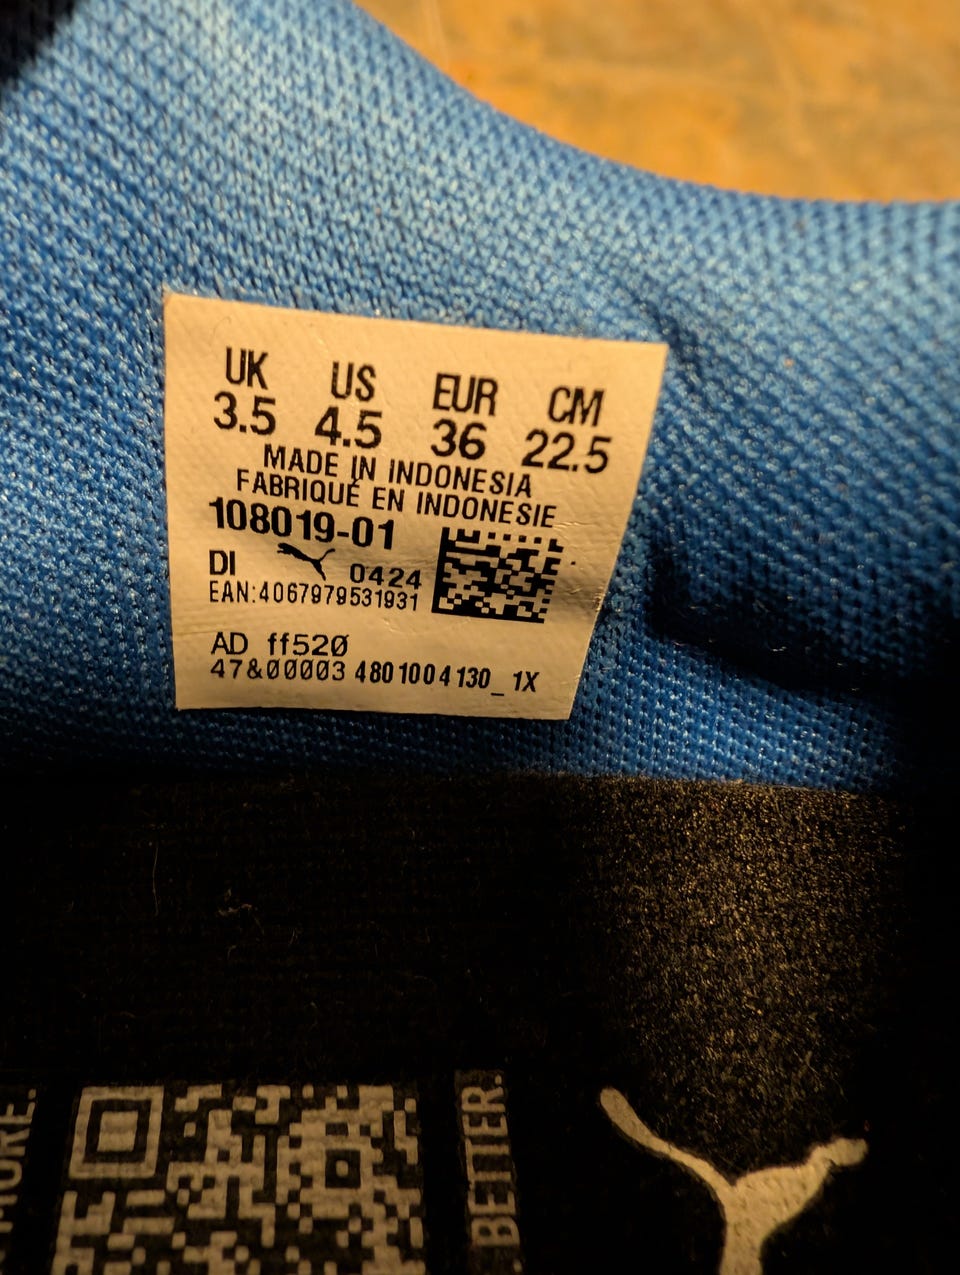 UK US EUR CM
3.5 4.5 36 22.5
MADE IN INDONESIA
FABRIQUÉ EN INDONESIE
108019-01
DI 0424
EAN:4067979531931
AD ff520
47&00003 4801004130_1X
MORE.
BETTER.